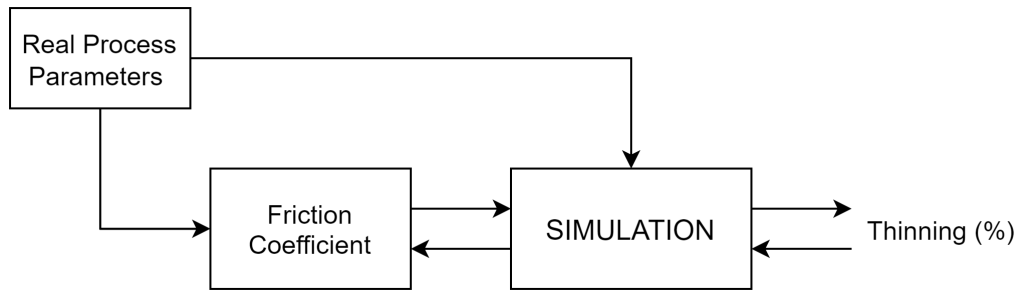 Real Process
Parameters
Friction
Coefficient
SIMULATION
Thinning (%)